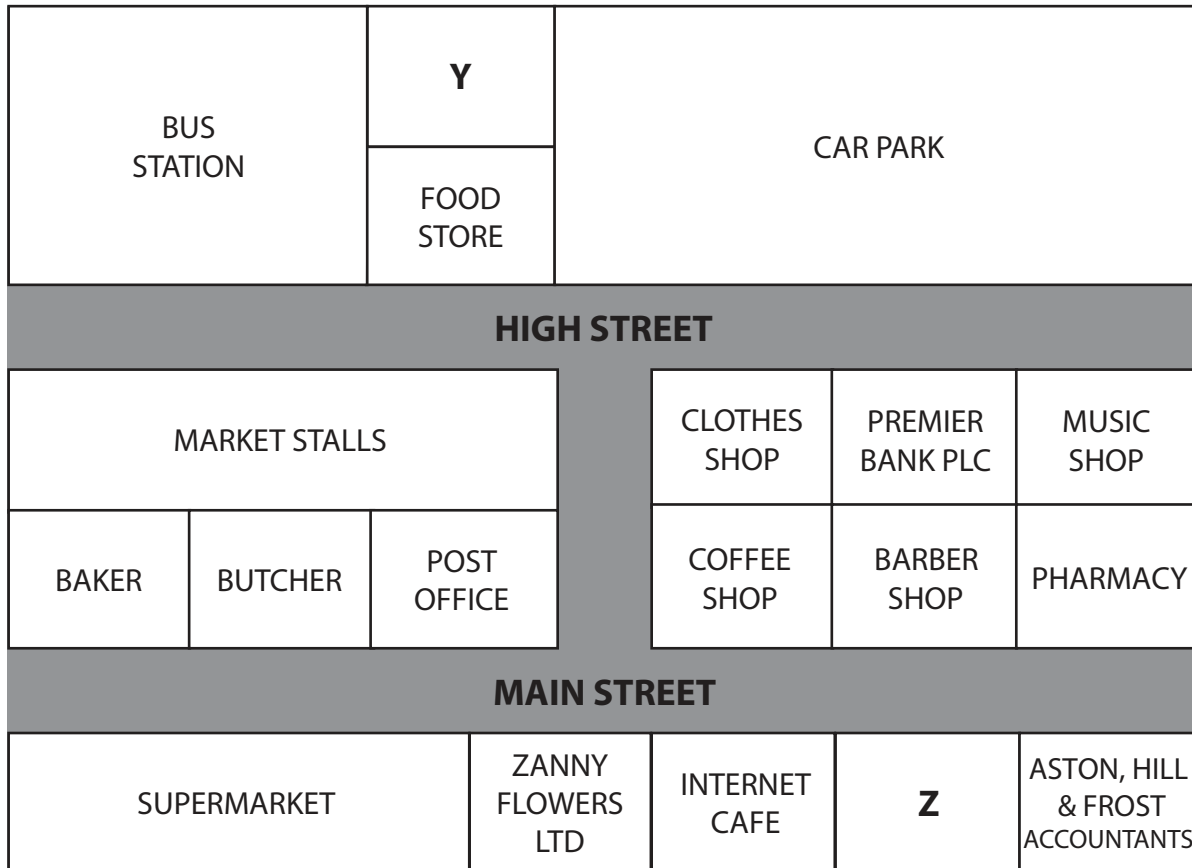 BUS
STATION
Y
FOOD
STORE
CAR PARK
HIGH STREET
MARKET STALLS
CLOTHES
SHOP
PREMIER
BANK PLC
MUSIC
SHOP
BAKER
BUTCHER
POST
OFFICE
COFFEE
SHOP
BARBER
SHOP
PHARMACY
MAIN STREET
SUPERMARKET
ZANNY
FLOWERS
LTD
INTERNET
CAFE
Z
ASTON, HILL
& FROST
ACCOUNTANTS